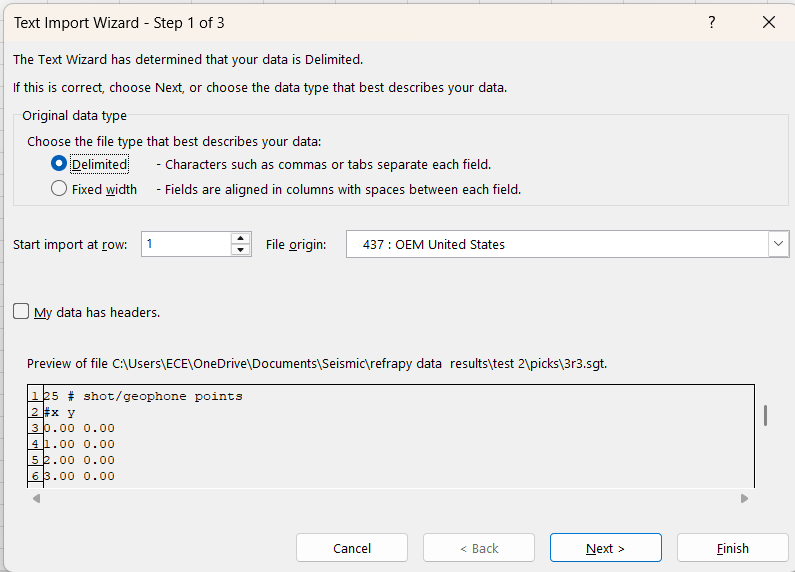 Text Import Wizard - Step 1 of 3 ?
The Text Wizard has determined that your data is Delimited.
If this is correct, choose Next, or choose the data type that best describes your data.
Original data type
Choose the file type that best describes your data:
Delimited - Characters such as commas or tabs separate each field.
Fixed width - Fields are aligned in columns with spaces between each field.
Start import at row: 1 File origin: 437 : OEM United States
My data has headers.
Preview of file C:\Users\ECE\OneDrive\Documents\Seismic\refrapy data  results\test 2\picks\3r3.sgt.
1 25 # shot/geophone points
2 #x y
3 0.00 0.00
4 1.00 0.00
5 2.00 0.00
6 3.00 0.00
Cancel < Back Next > Finish